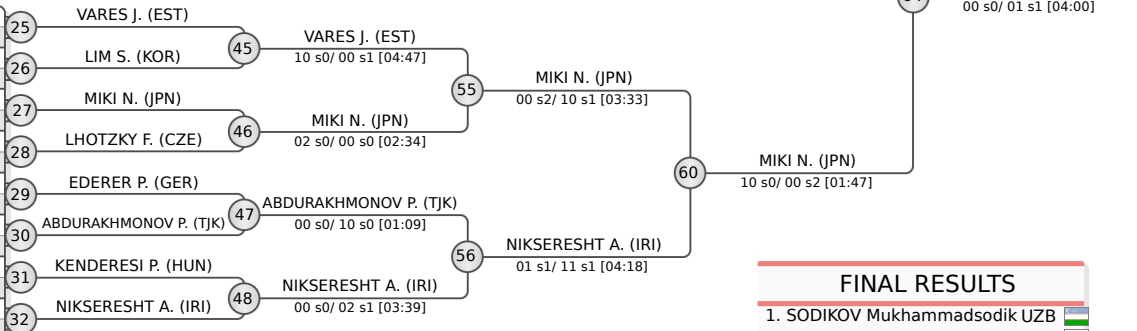 00 s0/ 01 s1 [04:00]
25
VARES J. (EST)
26
LIM S. (KOR)
45
VARES J. (EST)
10 s0/ 00 s1 [04:47]
27
MIKI N. (JPN)
28
LHOTZKY F. (CZE)
46
MIKI N. (JPN)
02 s0/ 00 s0 [02:34]
55
MIKI N. (JPN)
00 s2/ 10 s1 [03:33]
29
EDERER P. (GER)
30
ABDURAKHMONOV P. (TJK)
47
ABDURAKHMONOV P. (TJK)
00 s0/ 10 s0 [01:09]
31
KENDERESI P. (HUN)
32
NIKSERESHT A. (IRI)
48
NIKSERESHT A. (IRI)
00 s0/ 02 s1 [03:39]
56
NIKSERESHT A. (IRI)
01 s1/ 11 s1 [04:18]
60
MIKI N. (JPN)
10 s0/ 00 s2 [01:47]
FINAL RESULTS
1. SODIKOV Mukhammadsodik UZB